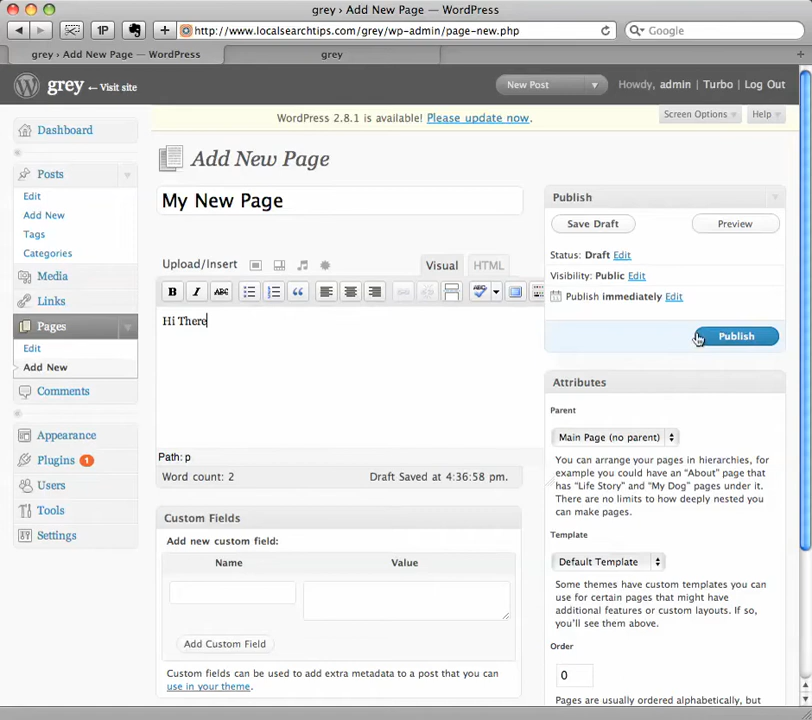 grey › Add New Page — WordPress
1P
http://www.localsearchtips.com/grey/wp-admin/page-new.php
Google
grey › Add New Page — WordPress
grey
grey ← Visit site
New Post
Howdy, admin | Turbo | Log Out
WordPress 2.8.1 is available! Please update now.
Screen Options
Help
Dashboard
Posts
Edit
Add New
Tags
Categories
Media
Links
Pages
Edit
Add New
Comments
Appearance
Plugins 1
Users
Tools
Settings
Add New Page
My New Page
Upload/Insert
Visual
HTML
B I ABC
ABC
Hi There
Path: p
Word count: 2
Draft Saved at 4:36:58 pm.
Custom Fields
Add new custom field:
Name
Value
Add Custom Field
Custom fields can be used to add extra metadata to a post that you can
use in your theme.
Publish
Save Draft
Preview
Status: Draft Edit
Visibility: Public Edit
Publish immediately Edit
Publish
Attributes
Parent
Main Page (no parent)
You can arrange your pages in hierarchies, for
example you could have an “About” page that
has “Life Story” and “My Dog” pages under it.
There are no limits to how deeply nested you
can make pages.
Template
Default Template
Some themes have custom templates you can
use for certain pages that might have
additional features or custom layouts. If so,
you’ll see them above.
Order
0
Pages are usually ordered alphabetically, but